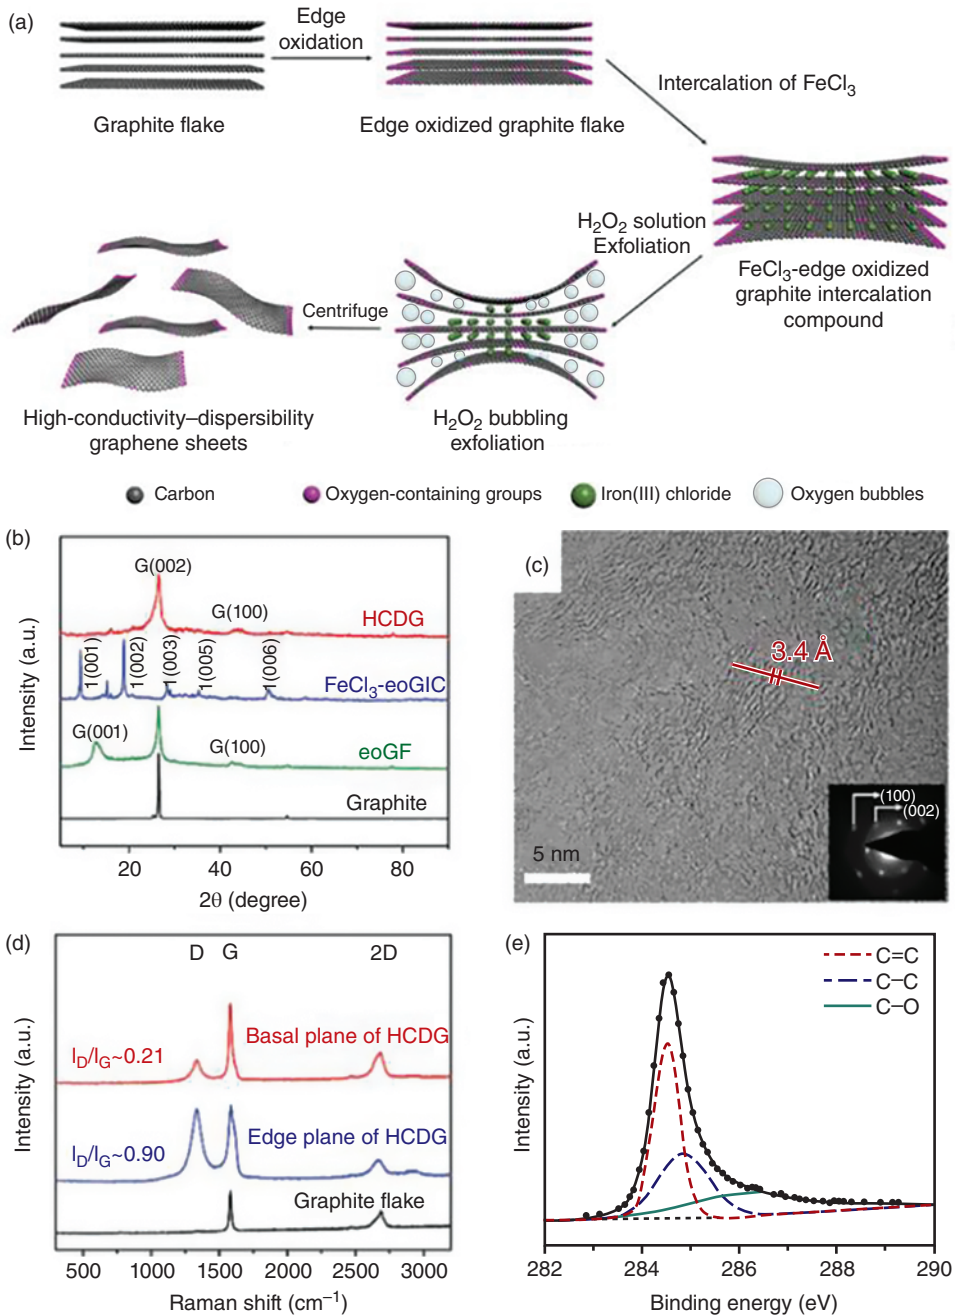 (a)
Edge
oxidation
Graphite flake
Edge oxidized graphite flake
Intercalation of FeCl3
FeCl3-edge oxidized
graphite intercalation
compound
H2O2 solution
Exfoliation
H2O2 bubbling
exfoliation
Centrifuge
High-conductivity–dispersibility
graphene sheets
Carbon
Oxygen-containing groups
Iron(III) chloride
Oxygen bubbles
(b)
Intensity (a.u.)
G(002)
G(100)
HCDG
1(001)
1(002)
1(003)
1(005)
1(006)
FeCl3-eoGIC
G(001)
G(100)
eoGF
Graphite
20 40 60 80
2θ (degree)
(c)
3.4 Å
5 nm
(100)
(002)
(d)
Intensity (a.u.)
D G 2D
ID/IG~0.21
Basal plane of HCDG
ID/IG~0.90
Edge plane of HCDG
Graphite flake
500 1000 1500 2000 2500 3000
Raman shift (cm−1)
(e)
Intensity (a.u.)
C=C
C–C
C–O
282 284 286 288 290
Binding energy (eV)